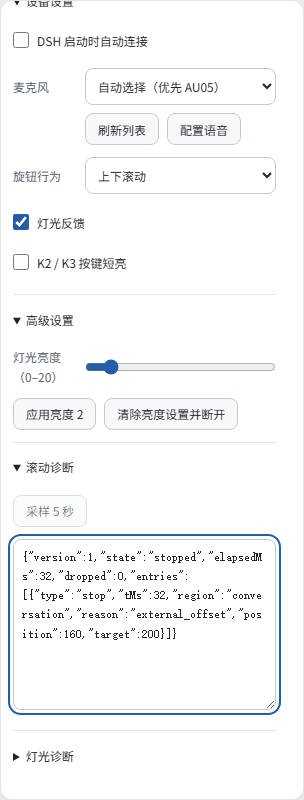 ▼ 设备设置
DSH 启动时自动连接
麦克风 自动选择（优先 AU05）
刷新列表 配置语音
旋钮行为 上下滚动
灯光反馈
K2 / K3 按键短亮
▼ 高级设置
灯光亮度
（0–20）
应用亮度 2 清除亮度设置并断开
▼ 滚动诊断
采样 5 秒
{"version":1,"state":"stopped","elapsedM
s":32,"dropped":0,"entries":
[{"type":"stop","tMs":32,"region":"conve
rsation","reason":"external_offset","pos
ition":160,"target":200}]}
▶ 灯光诊断